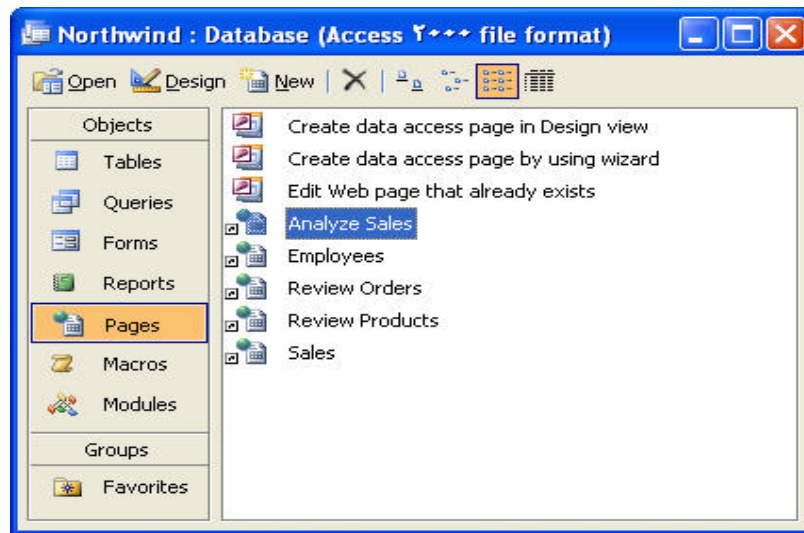 Northwind : Database (Access ۲۰۰۰ file format)
Open Design New
Objects
Tables
Queries
Forms
Reports
Pages
Macros
Modules
Groups
Favorites
Create data access page in Design view
Create data access page by using wizard
Edit Web page that already exists
Analyze Sales
Employees
Review Orders
Review Products
Sales